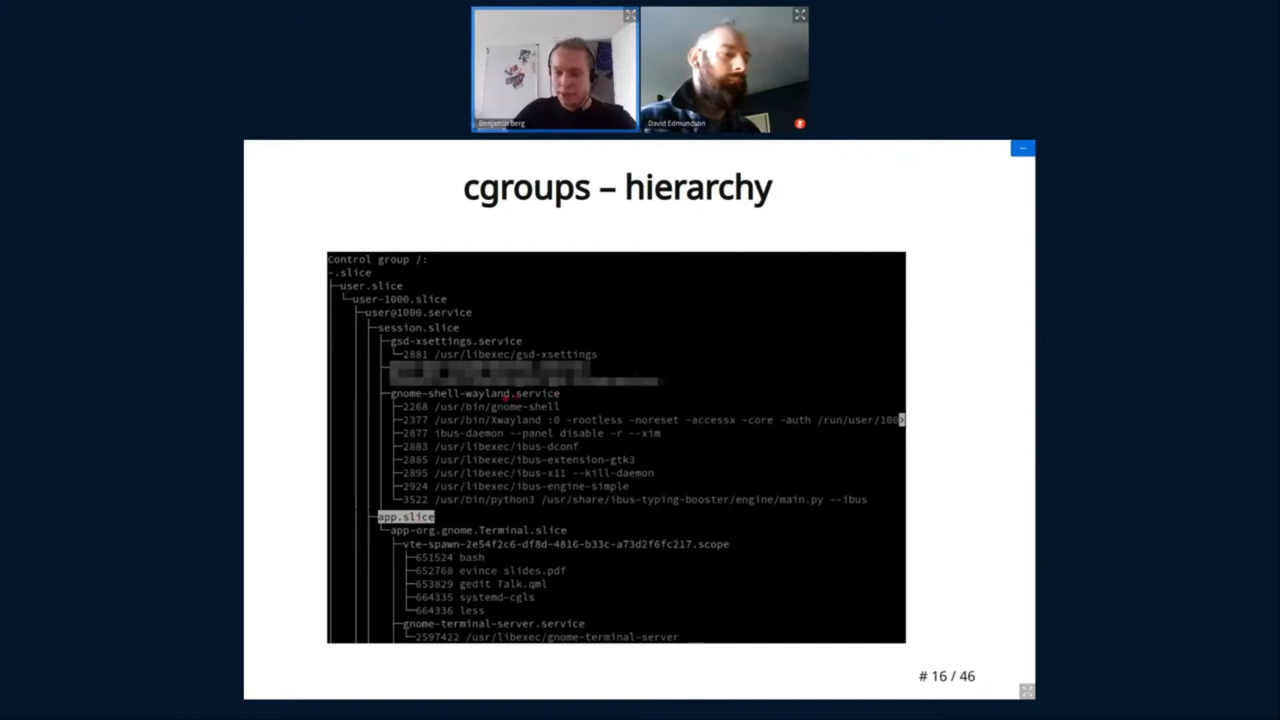 Benjamin Berg
David Edmundson
cgroups – hierarchy
Control group /:
-.slice
├─user.slice
│ └─user-1000.slice
│   ├─user@1000.service
│   │ ├─session.slice
│   │ │ ├─gsd-xsettings.service
│   │ │ │ └─2881 /usr/libexec/gsd-xsettings
│   │ │ ├─gnome-shell-wayland.service
│   │ │ │ ├─2268 /usr/bin/gnome-shell
│   │ │ │ ├─2377 /usr/bin/Xwayland :0 -rootless -noreset -accessx -core -auth /run/user/100>
│   │ │ │ ├─2877 ibus-daemon --panel disable -r --xim
│   │ │ │ ├─2883 /usr/libexec/ibus-dconf
│   │ │ │ ├─2885 /usr/libexec/ibus-extension-gtk3
│   │ │ │ ├─2895 /usr/libexec/ibus-x11 --kill-daemon
│   │ │ │ ├─2924 /usr/libexec/ibus-engine-simple
│   │ │ │ └─3522 /usr/bin/python3 /usr/share/ibus-typing-booster/engine/main.py --ibus
│   │ ├─app.slice
│   │ │ └─app-org.gnome.Terminal.slice
│   │ │   ├─vte-spawn-2e54f2c6-df8d-4816-b33c-a73d2f6fc217.scope
│   │ │   │ ├─651524 bash
│   │ │   │ ├─652768 evince slides.pdf
│   │ │   │ ├─653829 gedit Talk.qml
│   │ │   │ ├─664335 systemd-cgls
│   │ │   │ └─664336 less
│   │ │   ├─gnome-terminal-server.service
│   │ │   │ └─2597422 /usr/libexec/gnome-terminal-server
# 16 / 46